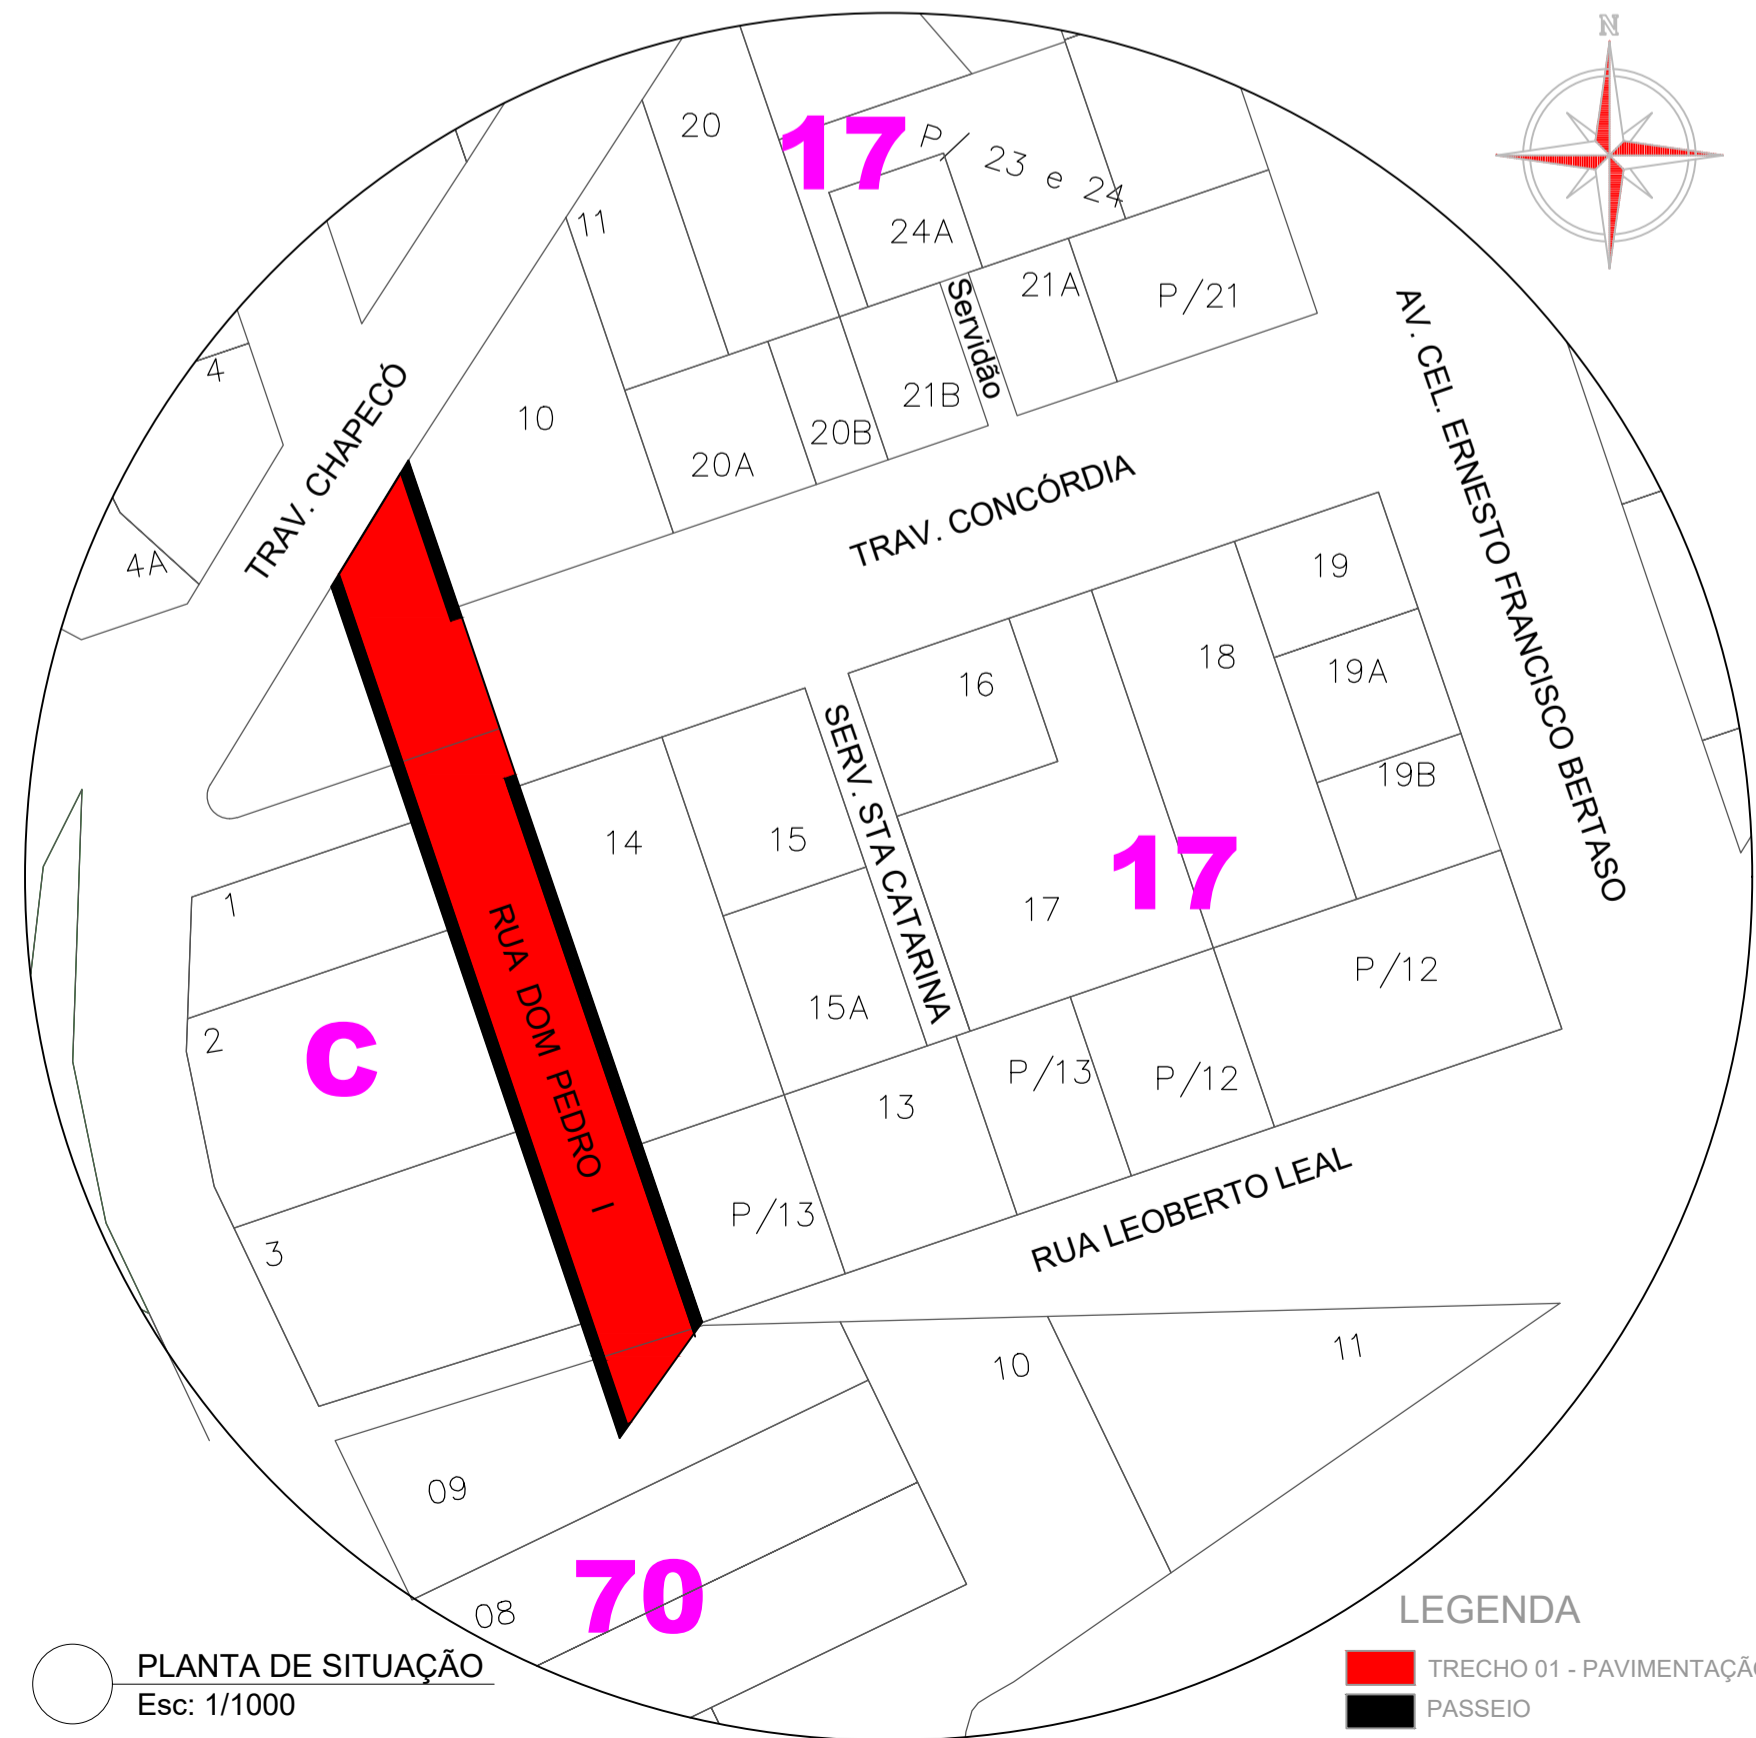 N
20
17
P/ 23 e 24
11
24A
21A
P/21
Servidão
4
TRAV. CHAPECÓ
10
20A
20B
21B
4A
TRAV. CONCÓRDIA
AV. CEL. ERNESTO FRANCISCO BERTASO
19
18
19A
16
19B
SERV. STA CATARINA
14
15
17
17
1
RUA DOM PEDRO I
2
C
15A
P/12
13
P/13
P/12
3
P/13
RUA LEOBERTO LEAL
10
11
09
08
70
PLANTA DE SITUAÇÃO
Esc: 1/1000
LEGENDA
TRECHO 01 - PAVIMENTAÇÃO
PASSEIO